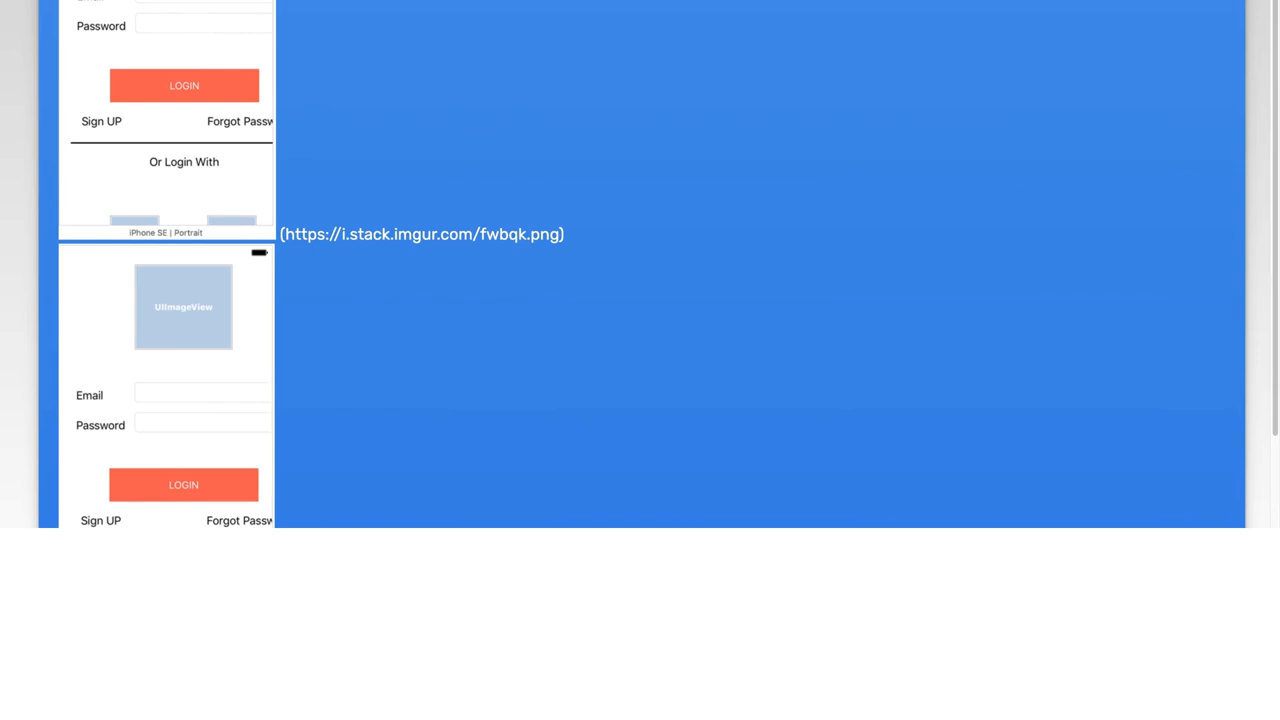 Password
LOGIN
Sign UP Forgot Passw
Or Login With
iPhone SE | Portrait
(https://i.stack.imgur.com/fwbqk.png)
UIImageView
Email
Password
LOGIN
Sign UP Forgot Passw